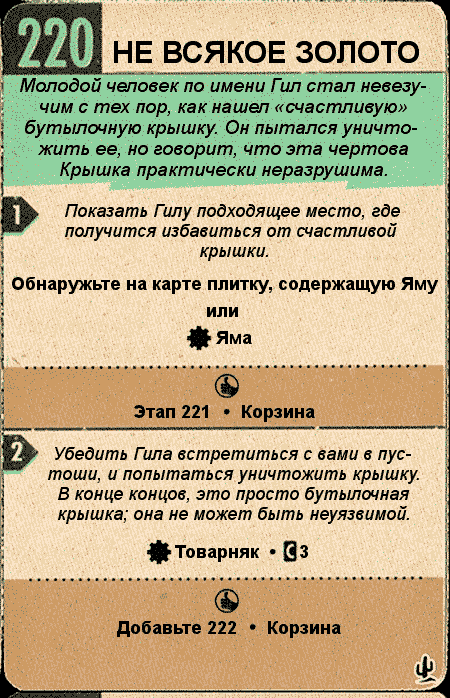 220 НЕ ВСЯКОЕ ЗОЛОТО
Молодой человек по имени Гил стал невезу-
чим с тех пор, как нашел «счастливую»
бутылочную крышку. Он пытался уничто-
жить ее, но говорит, что эта чертова
Крышка практически неразрушима.
1
Показать Гилу подходящее место, где
получится избавиться от счастливой
крышки.
Обнаружьте на карте плитку, содержащую Яму
или
Яма
Этап 221 • Корзина
2
Убедить Гила встретиться с вами в пус-
тоши, и попытаться уничтожить крышку.
В конце концов, это просто бутылочная
крышка; она не может быть неуязвимой.
Товарняк • C 3
Добавьте 222 • Корзина